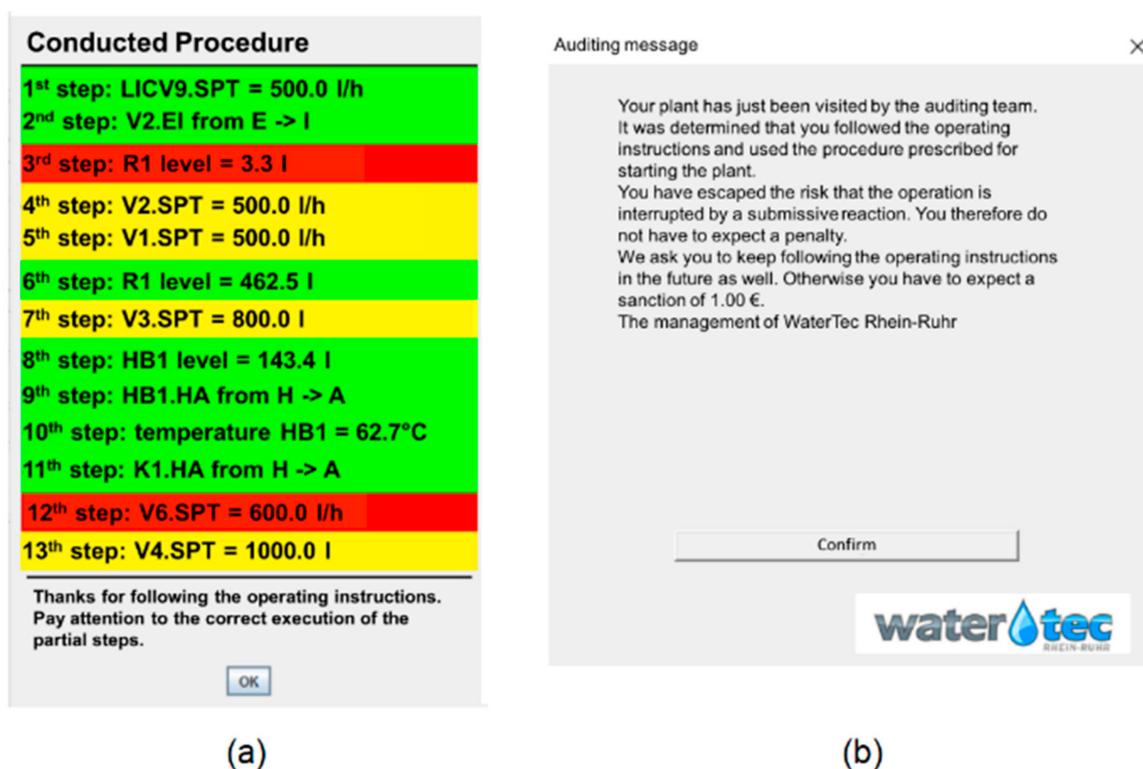 Conducted Procedure
1st step: LICV9.SPT = 500.0 l/h
2nd step: V2.EI from E -> I
3rd step: R1 level = 3.3 l
4th step: V2.SPT = 500.0 l/h
5th step: V1.SPT = 500.0 l/h
6th step: R1 level = 462.5 l
7th step: V3.SPT = 800.0 l
8th step: HB1 level = 143.4 l
9th step: HB1.HA from H -> A
10th step: temperature HB1 = 62.7°C
11th step: K1.HA from H -> A
12th step: V6.SPT = 600.0 l/h
13th step: V4.SPT = 1000.0 l
Thanks for following the operating instructions.
Pay attention to the correct execution of the
partial steps.
OK
(a)
Auditing message
Your plant has just been visited by the auditing team.
It was determined that you followed the operating
instructions and used the procedure prescribed for
starting the plant.
You have escaped the risk that the operation is
interrupted by a submissive reaction. You therefore do
not have to expect a penalty.
We ask you to keep following the operating instructions
in the future as well. Otherwise you have to expect a
sanction of 1.00 €.
The management of WaterTec Rhein-Ruhr
Confirm
water tec
RHEIN-RUHR
(b)